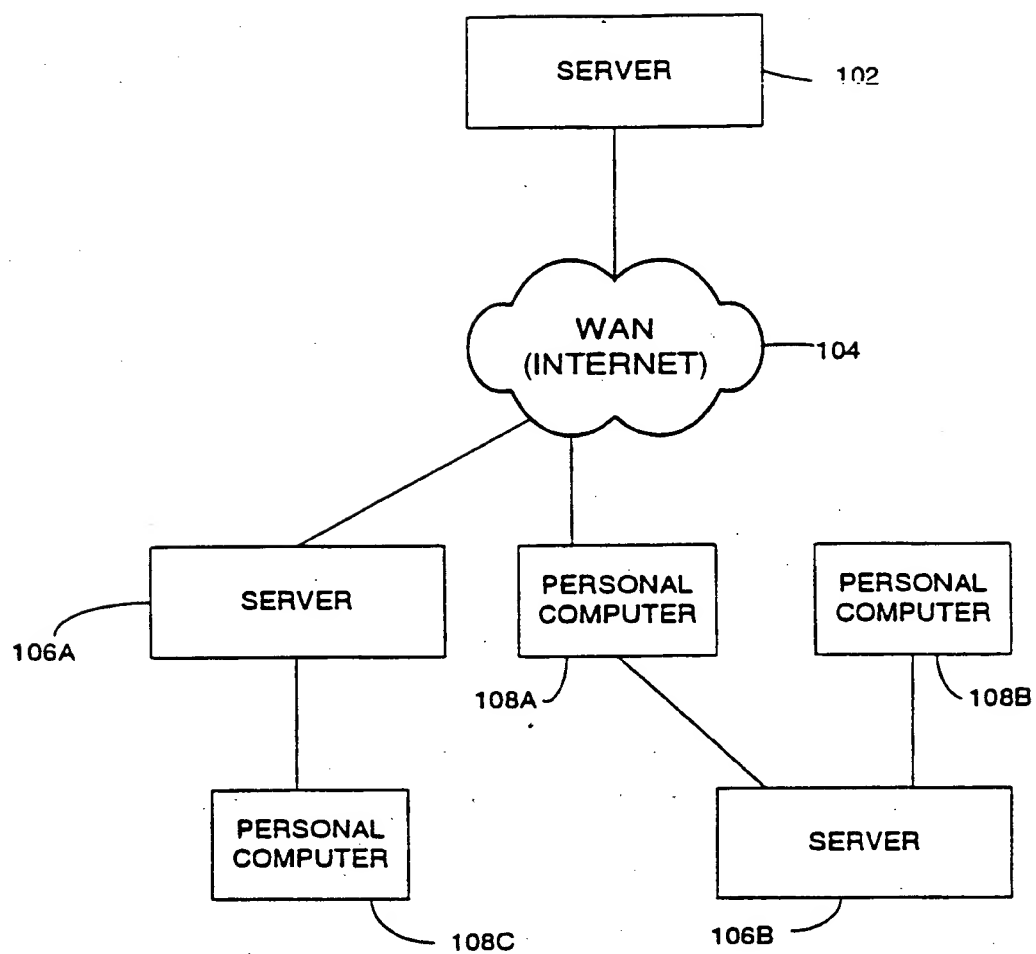 SERVER
102
WAN
(INTERNET)
104
SERVER
106A
PERSONAL
COMPUTER
108A
PERSONAL
COMPUTER
108B
PERSONAL
COMPUTER
108C
SERVER
106B